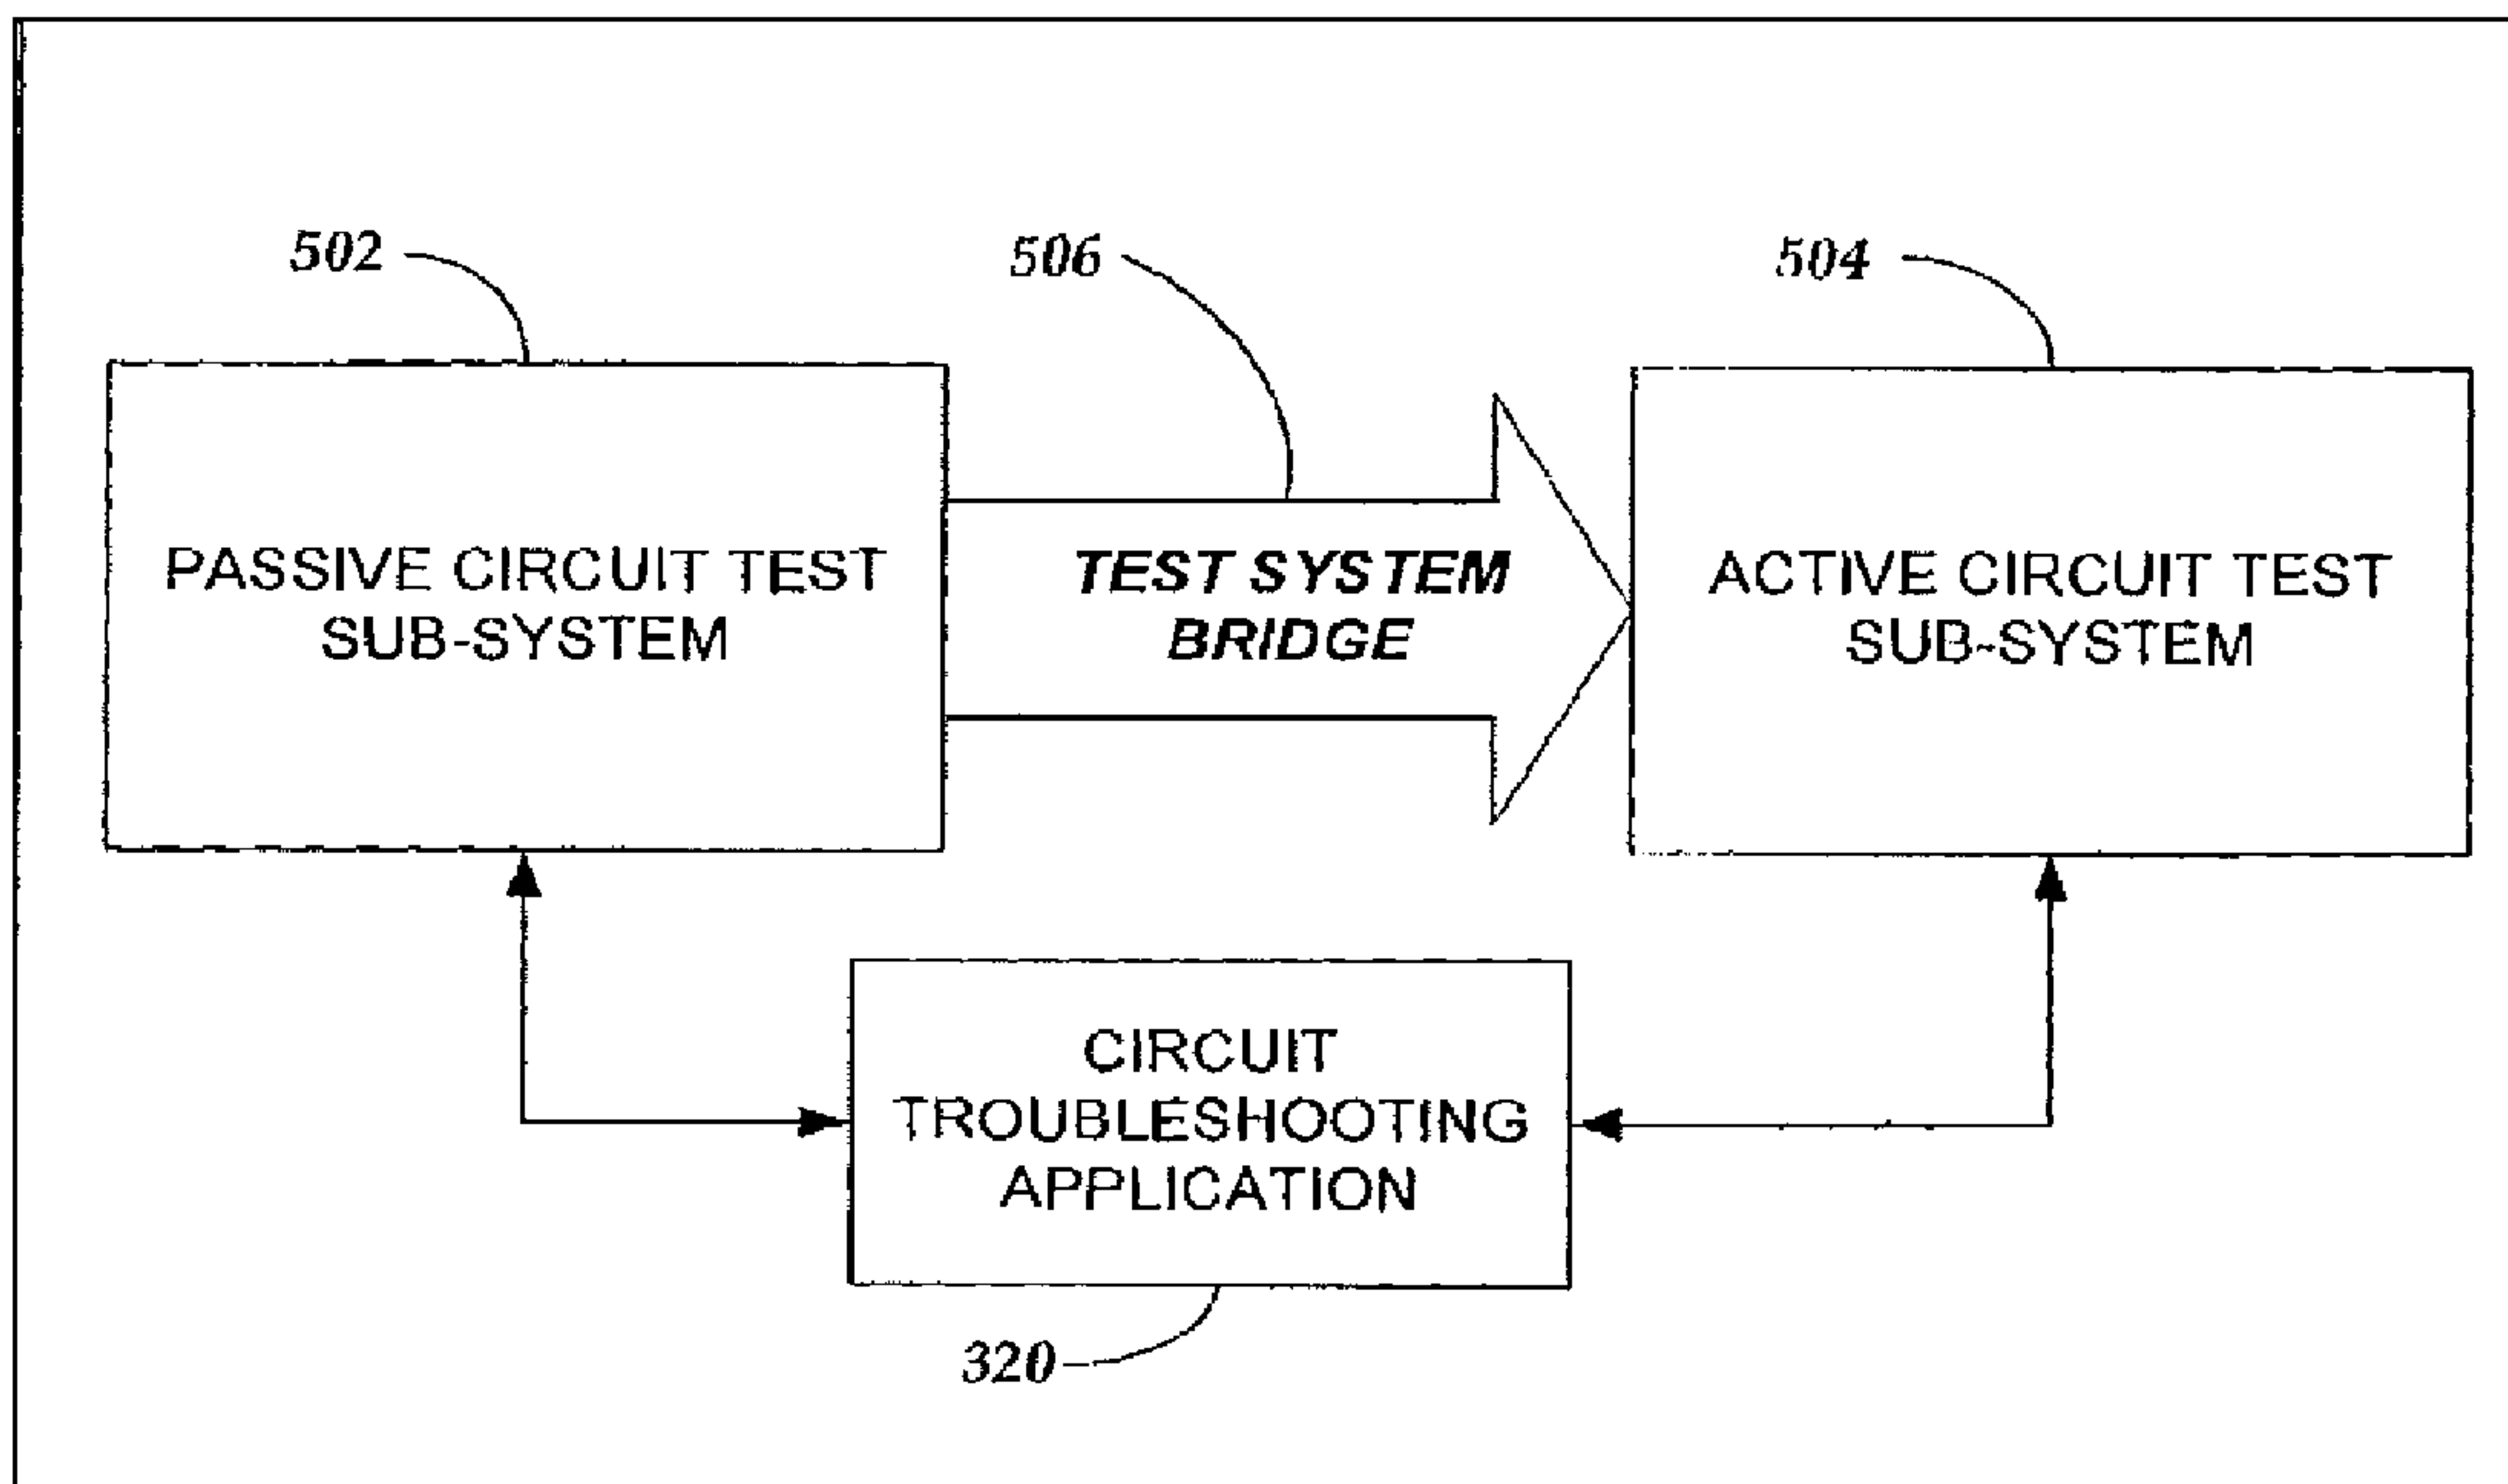 502
506
504
PASSIVE CIRCUIT TEST
SUB-SYSTEM
TEST SYSTEM
BRIDGE
ACTIVE CIRCUIT TEST
SUB-SYSTEM
CIRCUIT
TROUBLESHOOTING
APPLICATION
320